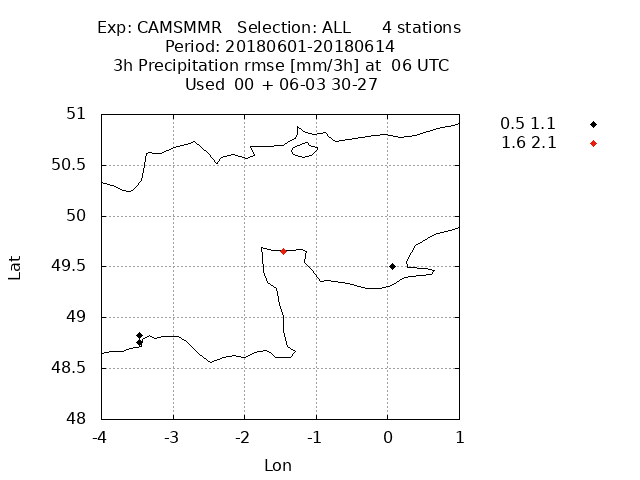 Exp: CAMSMMR   Selection: ALL      4 stations
Period: 20180601-20180614
3h Precipitation rmse [mm/3h] at  06 UTC
Used  00 + 06-03 30-27
51
50.5
50
49.5
49
48.5
48
-4 -3 -2 -1 0 1
Lat
Lon
0.5 1.1
1.6 2.1